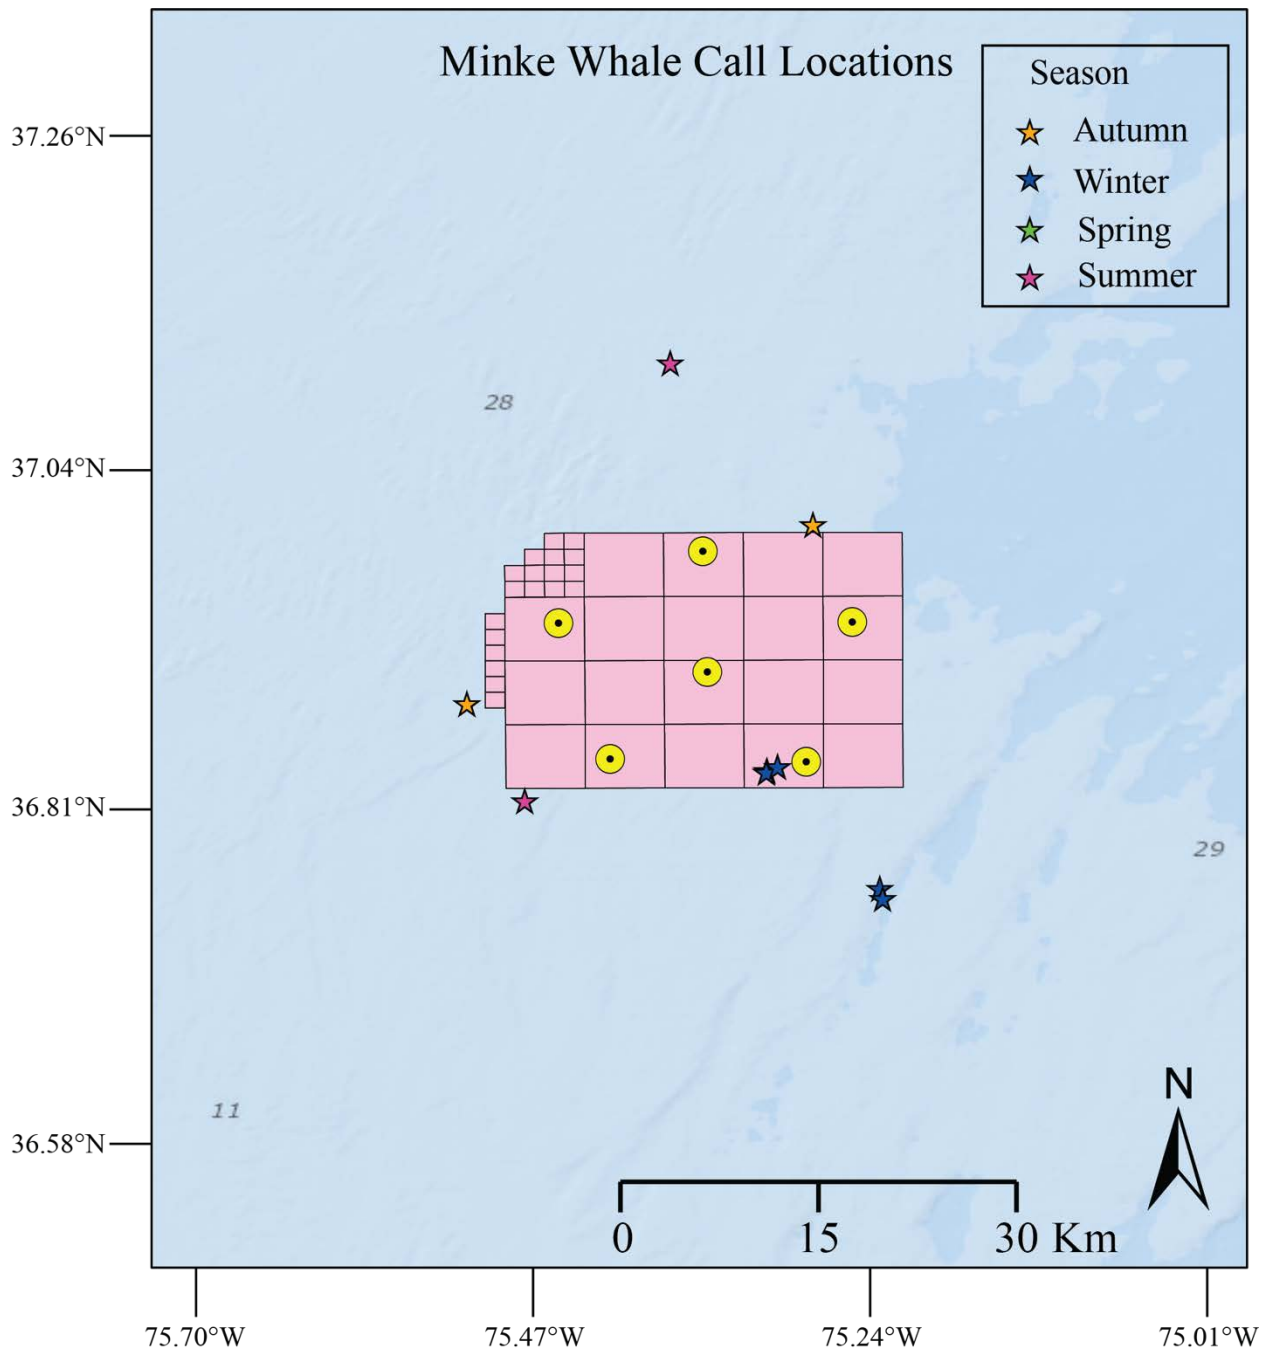 Minke Whale Call Locations
Season
Autumn
Winter
Spring
Summer
37.26°N
37.04°N
36.81°N
36.58°N
28
29
11
N
0 15 30 Km
75.70°W 75.47°W 75.24°W 75.01°W